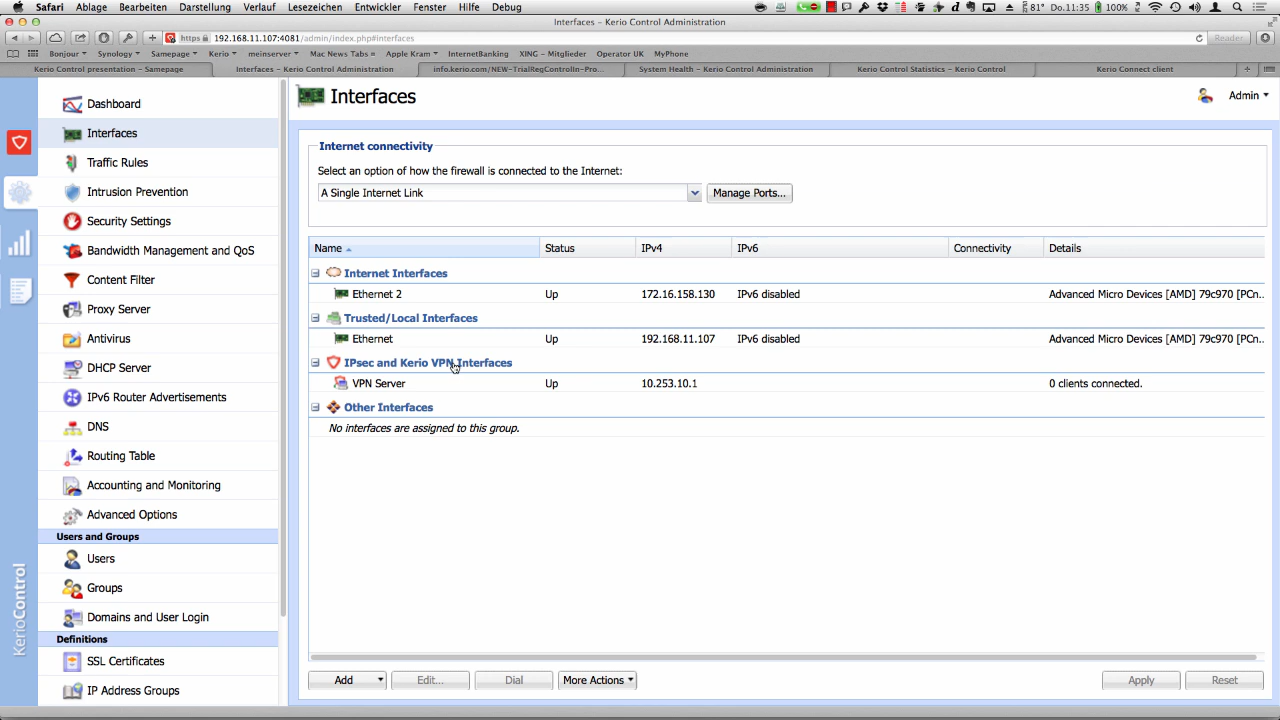 Safari Ablage Bearbeiten Darstellung Verlauf Lesezeichen Entwickler Fenster Hilfe Debug 81° Do.11:35 100%
Interfaces – Kerio Control Administration
https 192.168.11.107:4081/admin/index.php#interfaces Reader
Bonjour Synology Samepage Kerio meinserver Mac News Tabs Apple Kram InternetBanking XING - Mitglieder Operator UK MyPhone
Kerio Control presentation – Samepage Interfaces – Kerio Control Administration info.kerio.com/NEW-TrialRegControlIn-Pro... System Health – Kerio Control Administration Kerio Control Statistics – Kerio Control Kerio Connect client
Dashboard
Interfaces
Traffic Rules
Intrusion Prevention
Security Settings
Bandwidth Management and QoS
Content Filter
Proxy Server
Antivirus
DHCP Server
IPv6 Router Advertisements
DNS
Routing Table
Accounting and Monitoring
Advanced Options
Users and Groups
Users
Groups
Domains and User Login
Definitions
SSL Certificates
IP Address Groups
KerioControl
Interfaces
Admin
Internet connectivity
Select an option of how the firewall is connected to the Internet:
A Single Internet Link Manage Ports...
Name Status IPv4 IPv6 Connectivity Details
Internet Interfaces
Ethernet 2 Up 172.16.158.130 IPv6 disabled Advanced Micro Devices [AMD] 79c970 [PCn...
Trusted/Local Interfaces
Ethernet Up 192.168.11.107 IPv6 disabled Advanced Micro Devices [AMD] 79c970 [PCn...
IPsec and Kerio VPN Interfaces
VPN Server Up 10.253.10.1 0 clients connected.
Other Interfaces
No interfaces are assigned to this group.
Add Edit... Dial More Actions Apply Reset